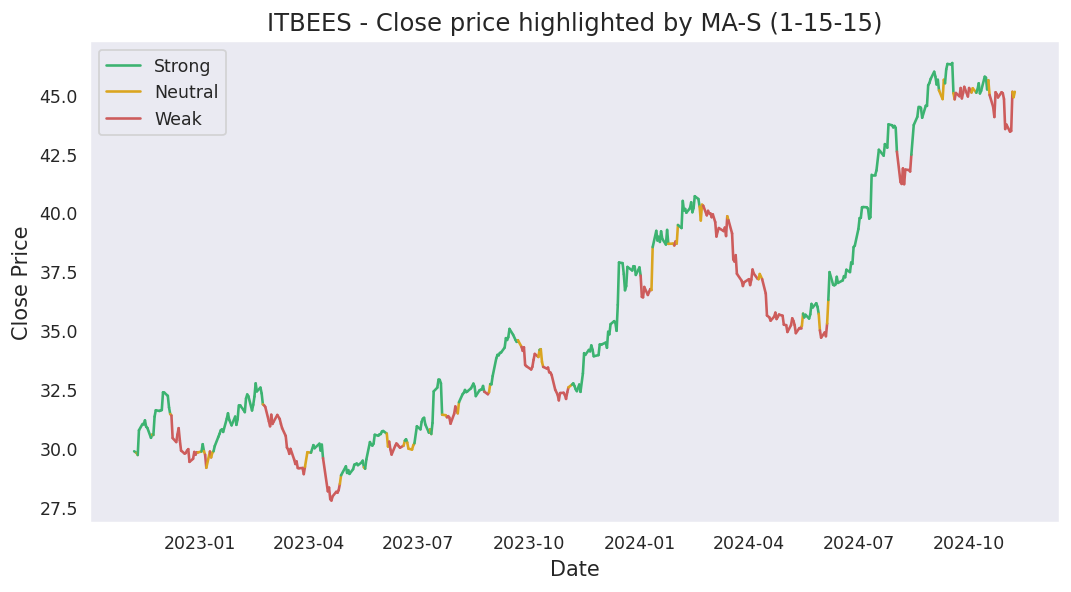 ITBEES - Close price highlighted by MA-S (1-15-15)
Strong
Neutral
Weak
45.0
42.5
40.0
37.5
35.0
32.5
30.0
27.5
Close Price
2023-01 2023-04 2023-07 2023-10 2024-01 2024-04 2024-07 2024-10
Date